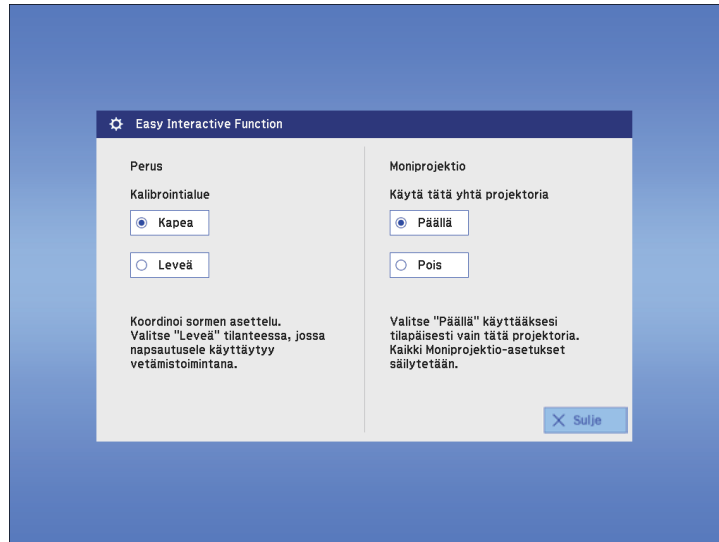 Easy Interactive Function
Perus
Kalibrointialue
Kapea
Leveä
Koordinoi sormen asettelu.
Valitse "Leveä" tilanteessa, jossa
napsautusele käyttäytyy
vetämistoimintana.
Moniprojektio
Käytä tätä yhtä projektoria
Päällä
Pois
Valitse "Päällä" käyttääksesi
tilapäisesti vain tätä projektoria.
Kaikki Moniprojektio-asetukset
säilytetään.
Sulje